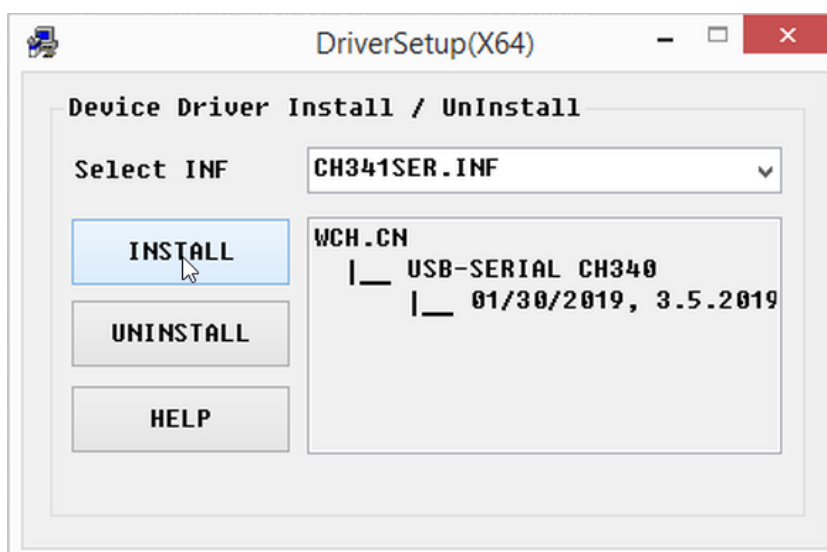 DriverSetup(X64)
Device Driver Install / UnInstall
Select INF
CH341SER.INF
INSTALL
UNINSTALL
HELP
WCH.CN
|__ USB-SERIAL CH340
|__ 01/30/2019, 3.5.2019